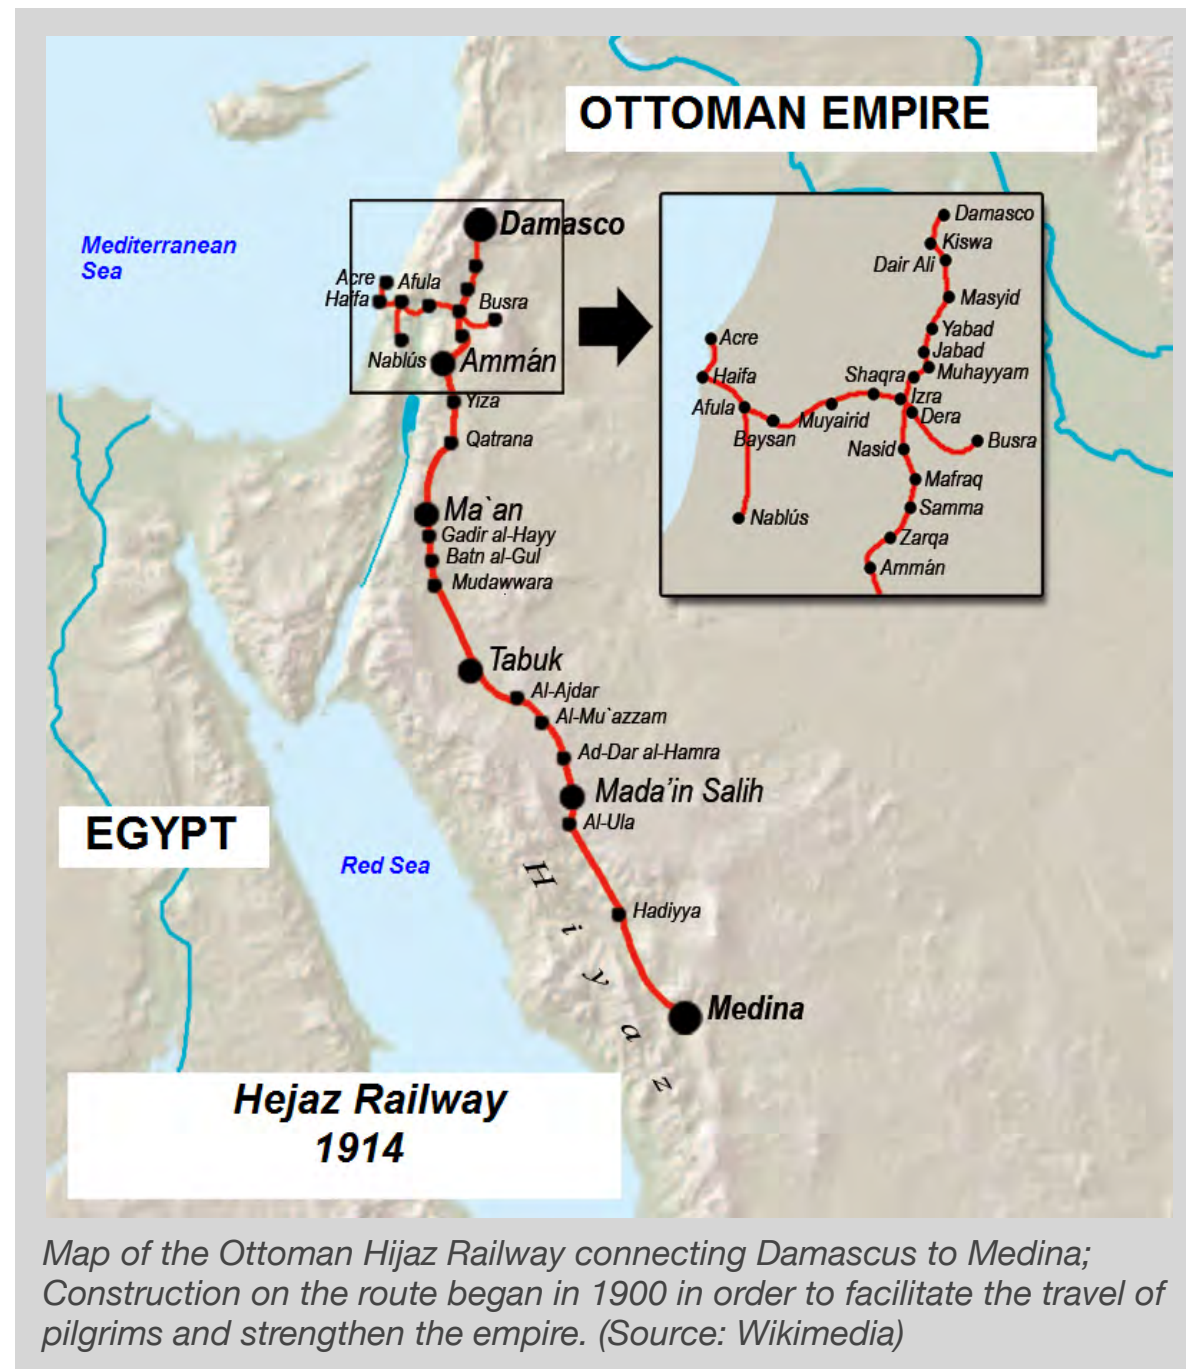 OTTOMAN EMPIRE
Mediterranean
Sea
Damasco
Acre
Afula
Haifa
Busra
Nablús
Ammán
Yiza
Qatrana
Ma`an
Gadir al-Hayy
Batn al-Gul
Mudawwara
Tabuk
Al-Ajdar
Al-Mu`azzam
Ad-Dar al-Hamra
Mada'in Salih
Al-Ula
Hadiyya
Medina
Hiyaz
EGYPT
Red Sea
Damasco
Kiswa
Dair Ali
Masyid
Yabad
Jabad
Muhayyam
Shaqra
Izra
Dera
Busra
Acre
Haifa
Afula
Baysan
Muyairid
Nasid
Mafraq
Samma
Zarqa
Ammán
Nablús
Hejaz Railway
1914
Map of the Ottoman Hijaz Railway connecting Damascus to Medina;
Construction on the route began in 1900 in order to facilitate the travel of
pilgrims and strengthen the empire. (Source: Wikimedia)